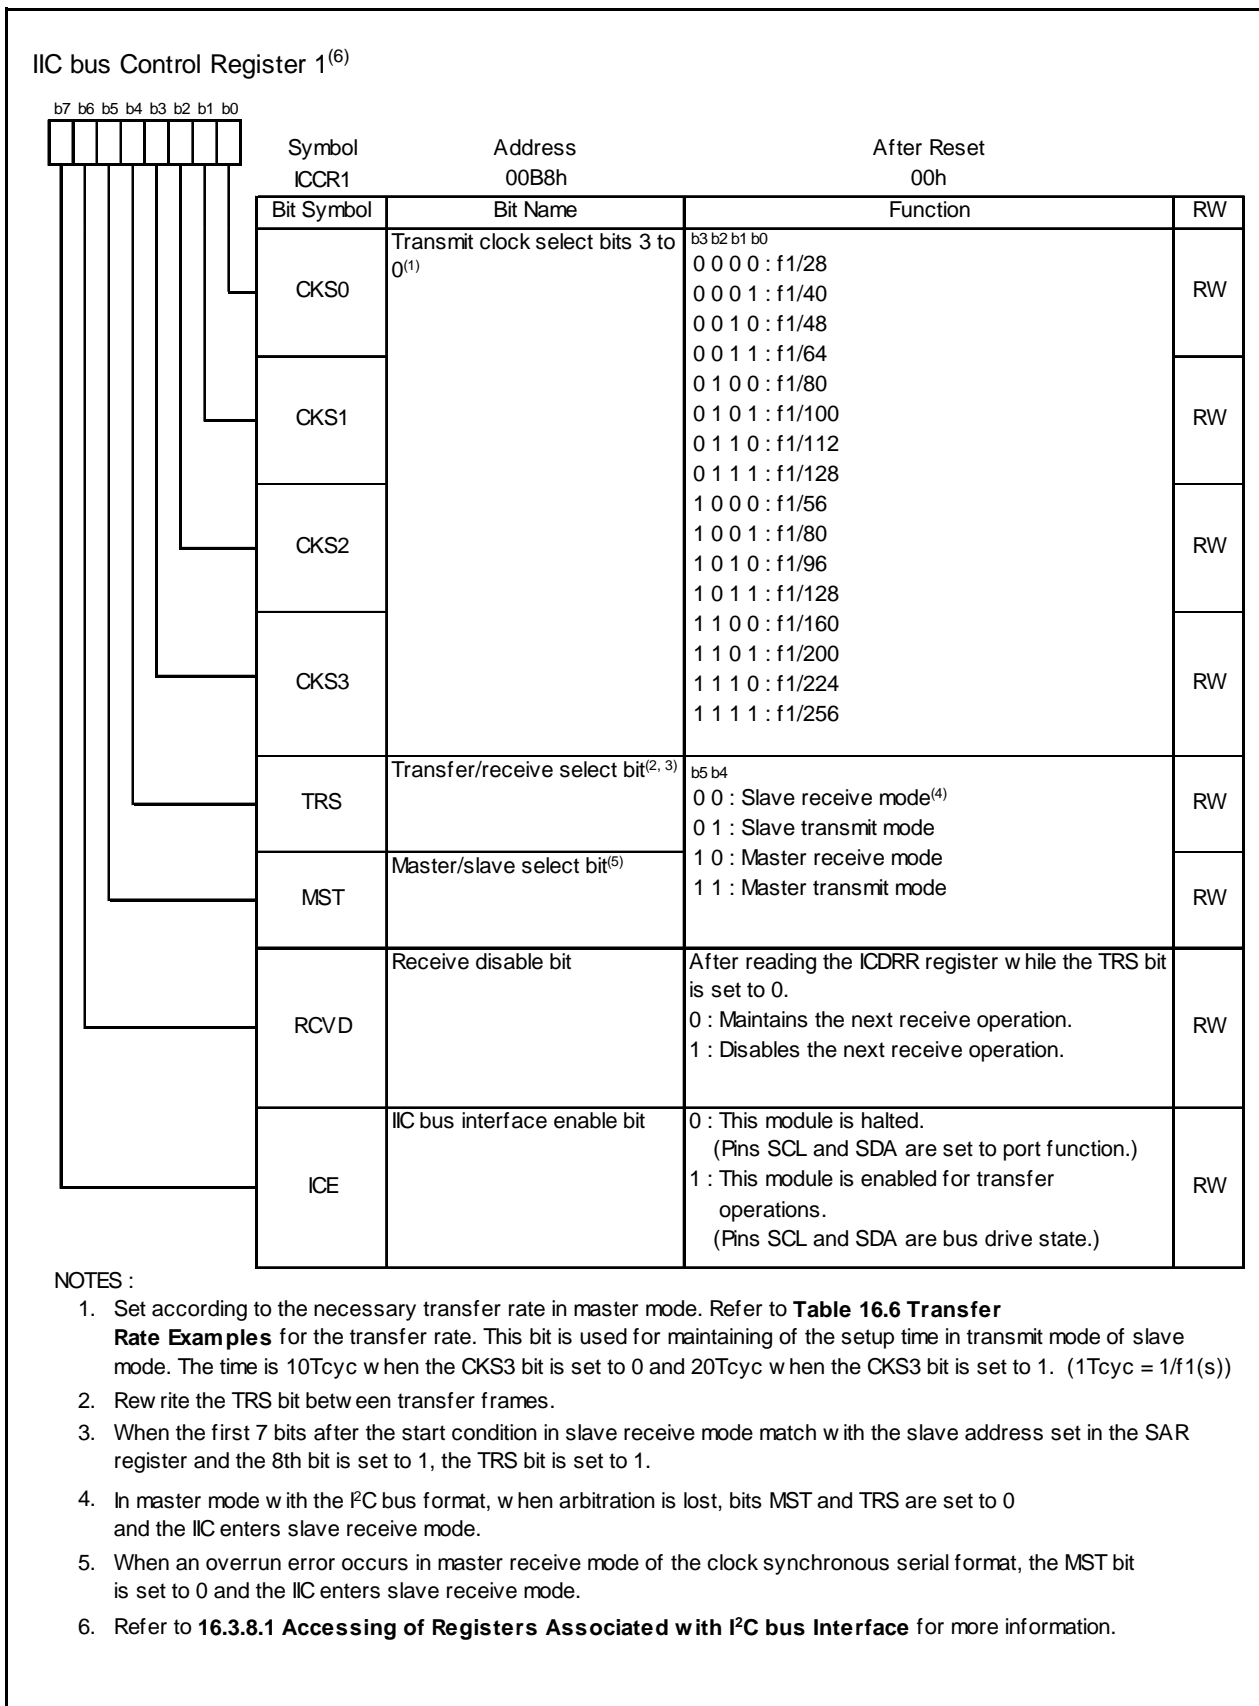 IIC bus Control Register 1(6)
b7 b6 b5 b4 b3 b2 b1 b0
Symbol Address After Reset
ICCR1 00B8h 00h
Bit Symbol Bit Name Function RW
CKS0 Transmit clock select bits 3 to
0(1)
b3 b2 b1 b0
0 0 0 0 : f1/28
0 0 0 1 : f1/40
0 0 1 0 : f1/48
0 0 1 1 : f1/64
RW
CKS1
0 1 0 0 : f1/80
0 1 0 1 : f1/100
0 1 1 0 : f1/112
0 1 1 1 : f1/128
RW
CKS2
1 0 0 0 : f1/56
1 0 0 1 : f1/80
1 0 1 0 : f1/96
1 0 1 1 : f1/128
RW
CKS3
1 1 0 0 : f1/160
1 1 0 1 : f1/200
1 1 1 0 : f1/224
1 1 1 1 : f1/256
RW
TRS Transfer/receive select bit(2, 3)
b5 b4
0 0 : Slave receive mode(4)
0 1 : Slave transmit mode
RW
MST Master/slave select bit(5)
1 0 : Master receive mode
1 1 : Master transmit mode
RW
RCVD Receive disable bit
After reading the ICDRR register while the TRS bit
is set to 0.
0 : Maintains the next receive operation.
1 : Disables the next receive operation.
RW
ICE IIC bus interface enable bit
0 : This module is halted.
(Pins SCL and SDA are set to port function.)
1 : This module is enabled for transfer
operations.
(Pins SCL and SDA are bus drive state.)
RW
NOTES :
1. Set according to the necessary transfer rate in master mode. Refer to Table 16.6 Transfer
Rate Examples for the transfer rate. This bit is used for maintaining of the setup time in transmit mode of slave
mode. The time is 10Tcyc when the CKS3 bit is set to 0 and 20Tcyc when the CKS3 bit is set to 1. (1Tcyc = 1/f1(s))
2. Rewrite the TRS bit between transfer frames.
3. When the first 7 bits after the start condition in slave receive mode match with the slave address set in the SAR
register and the 8th bit is set to 1, the TRS bit is set to 1.
4. In master mode with the I2C bus format, when arbitration is lost, bits MST and TRS are set to 0
and the IIC enters slave receive mode.
5. When an overrun error occurs in master receive mode of the clock synchronous serial format, the MST bit
is set to 0 and the IIC enters slave receive mode.
6. Refer to 16.3.8.1 Accessing of Registers Associated with I2C bus Interface for more information.